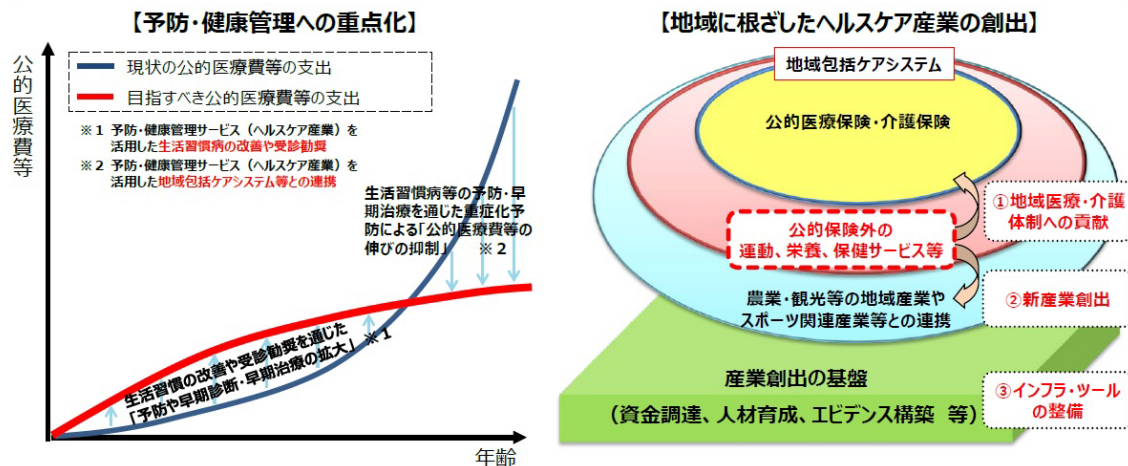 【予防・健康管理への重点化】
公的医療費等
現状の公的医療費等の支出
目指すべき公的医療費等の支出
※1 予防・健康管理サービス（ヘルスケア産業）を
活用した生活習慣病の改善や受診勧奨
※2 予防・健康管理サービス（ヘルスケア産業）を
活用した地域包括ケアシステム等との連携
生活習慣病等の予防・早
期治療を通じた重症化予
防による「公的医療費等の
伸びの抑制」 ※2
生活習慣の改善や受診勧奨を通じた
「予防や早期診断・早期治療の拡大」 ※1
年齢
【地域に根ざしたヘルスケア産業の創出】
地域包括ケアシステム
公的医療保険・介護保険
公的保険外の
運動、栄養、保健サービス等
①地域医療・介護
体制への貢献
農業・観光等の地域産業や
スポーツ関連産業等との連携
②新産業創出
産業創出の基盤
（資金調達、人材育成、エビデンス構築 等）
③インフラ・ツール
の整備